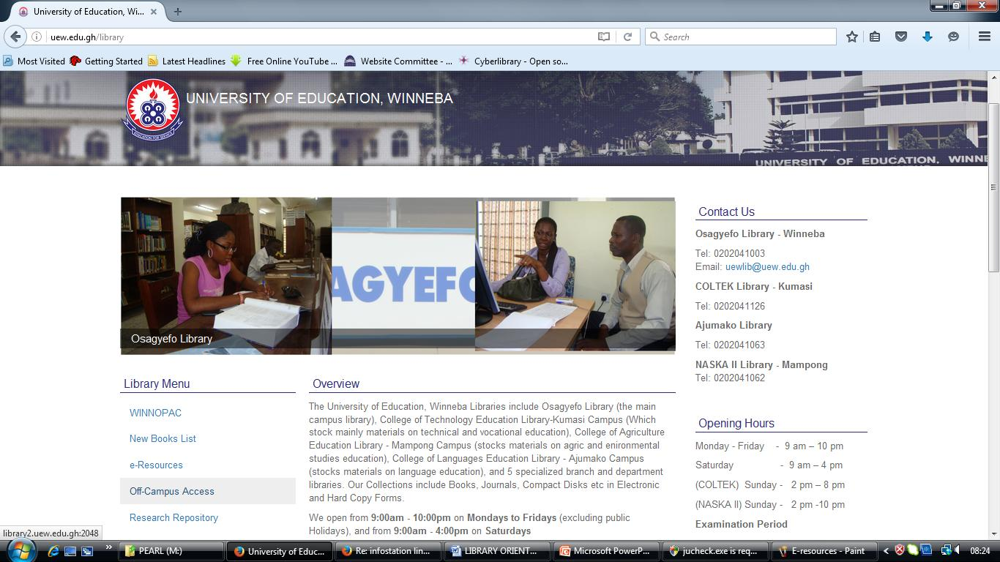 University of Education, Wi...
uew.edu.gh/library
Search
Most Visited
Getting Started
Latest Headlines
Free Online YouTube ...
Website Committee - ...
Cyberlibrary - Open so...
UNIVERSITY OF EDUCATION, WINNEBA
EDUCATION FOR SERVICE
UNIVERSITY OF EDUCATION, WINNE
AGYEFO
Osagyefo Library
Library Menu
WINNOPAC
New Books List
e-Resources
Off-Campus Access
Research Repository
Overview
The University of Education, Winneba Libraries include Osagyefo Library (the main
campus library), College of Technology Education Library-Kumasi Campus (Which
stock mainly materials on technical and vocational education), College of Agriculture
Education Library - Mampong Campus (stocks materials on agric and enironmental
studies education), College of Languages Education Library - Ajumako Campus
(stocks materials on language education), and 5 specialized branch and department
libraries. Our Collections include Books, Journals, Compact Disks etc in Electronic
and Hard Copy Forms.
We open from 9:00am - 10:00pm on Mondays to Fridays (excluding public
Holidays), and from 9:00am - 4:00pm on Saturdays
Contact Us
Osagyefo Library - Winneba
Tel: 0202041003
Email: uewlib@uew.edu.gh
COLTEK Library - Kumasi
Tel: 0202041126
Ajumako Library
Tel: 0202041063
NASKA II Library - Mampong
Tel: 0202041062
Opening Hours
Monday - Friday - 9 am – 10 pm
Saturday - 9 am – 4 pm
(COLTEK) Sunday - 2 pm – 8 pm
(NASKA II) Sunday - 2 pm -10 pm
Examination Period
library2.uew.edu.gh:2048
PEARL (M:)
University of Educ...
Re: infostation lin...
LIBRARY ORIENT...
Microsoft PowerP...
jucheck.exe is req...
E-resources - Paint
08:24